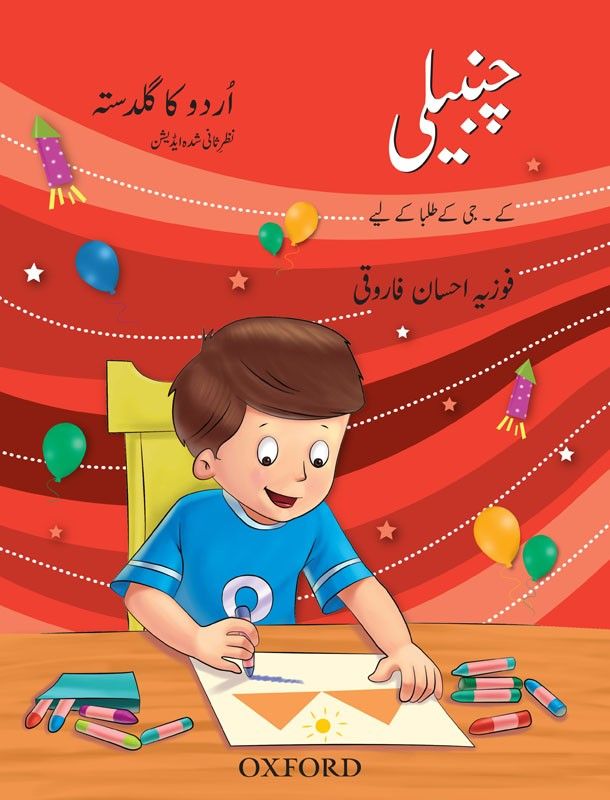 چنبیلی
اُردو کا گلدستہ
نظرِ ثانی شدہ ایڈیشن
کے ۔ جی کے طلبا کے لیے
فوزیہ احسان فاروقی
OXFORD